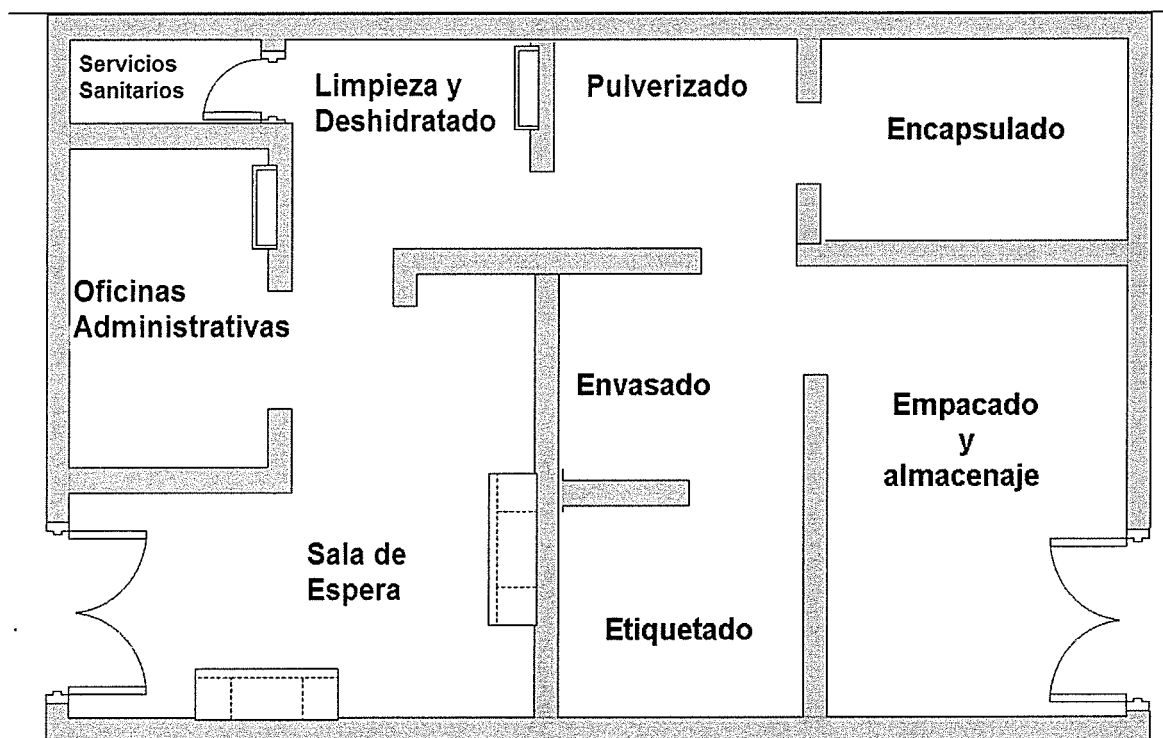 Servicios
Sanitarios
Limpieza y
Deshidratado
Pulverizado
Encapsulado
Oficinas
Administrativas
Envasado
Empacado
y
almacenaje
Sala de
Espera
Etiquetado